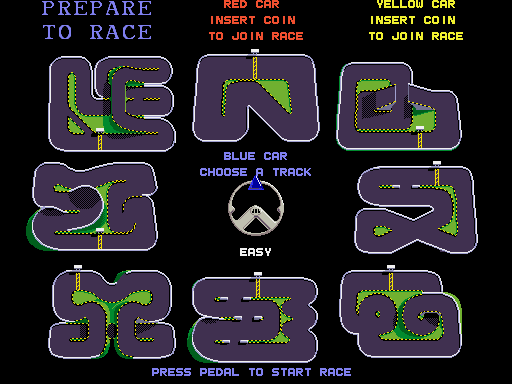 PREPARE
TO RACE
RED CAR
INSERT COIN
TO JOIN RACE
YELLOW CAR
INSERT COIN
TO JOIN RACE
BLUE CAR
CHOOSE A TRACK
EASY
PRESS PEDAL TO START RACE